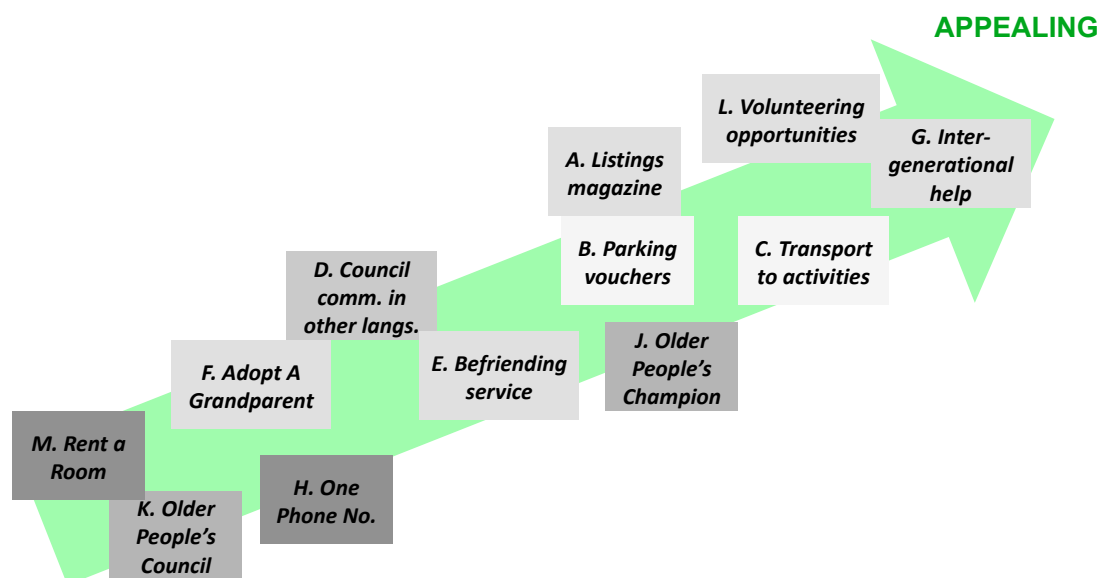 APPEALING
L. Volunteering
opportunities
G. Inter-
generational
help
A. Listings
magazine
B. Parking
vouchers
C. Transport
to activities
D. Council
comm. in
other langs.
E. Befriending
service
J. Older
People’s
Champion
F. Adopt A
Grandparent
M. Rent a
Room
H. One
Phone No.
K. Older
People’s
Council